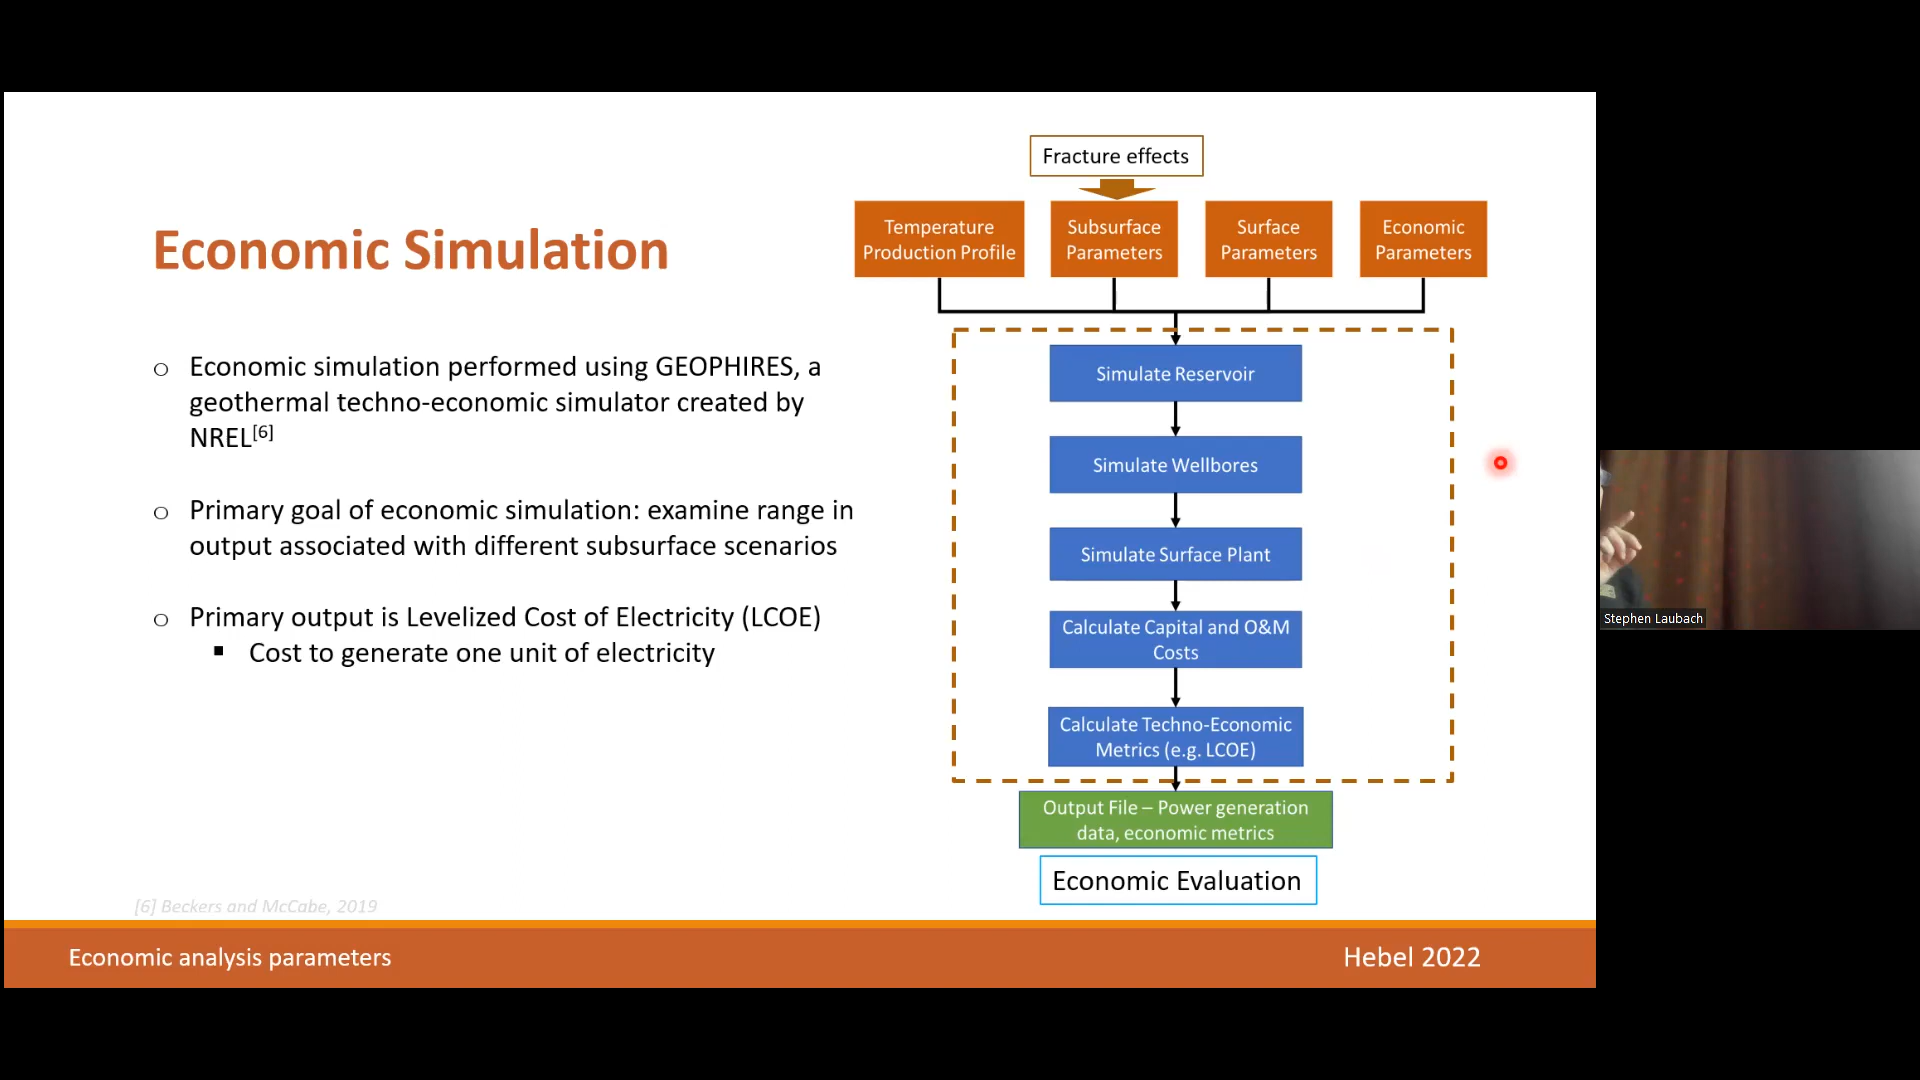 Economic Simulation
Economic simulation performed using GEOPHIRES, a
geothermal techno-economic simulator created by
NREL[6]
Primary goal of economic simulation: examine range in
output associated with different subsurface scenarios
Primary output is Levelized Cost of Electricity (LCOE)
Cost to generate one unit of electricity
Fracture effects
Temperature
Production Profile
Subsurface
Parameters
Surface
Parameters
Economic
Parameters
Simulate Reservoir
Simulate Wellbores
Simulate Surface Plant
Calculate Capital and O&M
Costs
Calculate Techno-Economic
Metrics (e.g. LCOE)
Output File – Power generation
data, economic metrics
Economic Evaluation
[6] Beckers and McCabe, 2019
Economic analysis parameters
Hebel 2022
Stephen Laubach